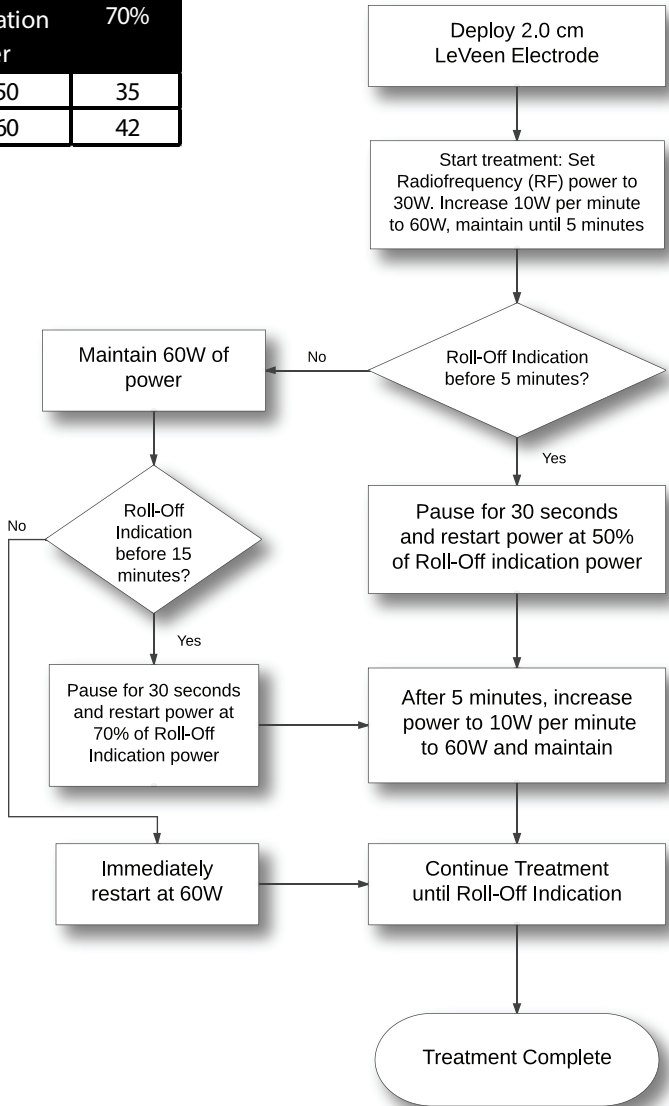 70%
50 35
60 42
Deploy 2.0 cm
LeVeen Electrode
Start treatment: Set
Radiofrequency (RF) power to
30W. Increase 10W per minute
to 60W, maintain until 5 minutes
Roll-Off Indication
before 5 minutes?
No
Maintain 60W of
power
Yes
Pause for 30 seconds
and restart power at 50%
of Roll-Off indication power
Roll-Off
Indication
before 15
minutes?
No
Yes
Pause for 30 seconds
and restart power at
70% of Roll-Off
Indication power
After 5 minutes, increase
power to 10W per minute
to 60W and maintain
Immediately
restart at 60W
Continue Treatment
until Roll-Off Indication
Treatment Complete